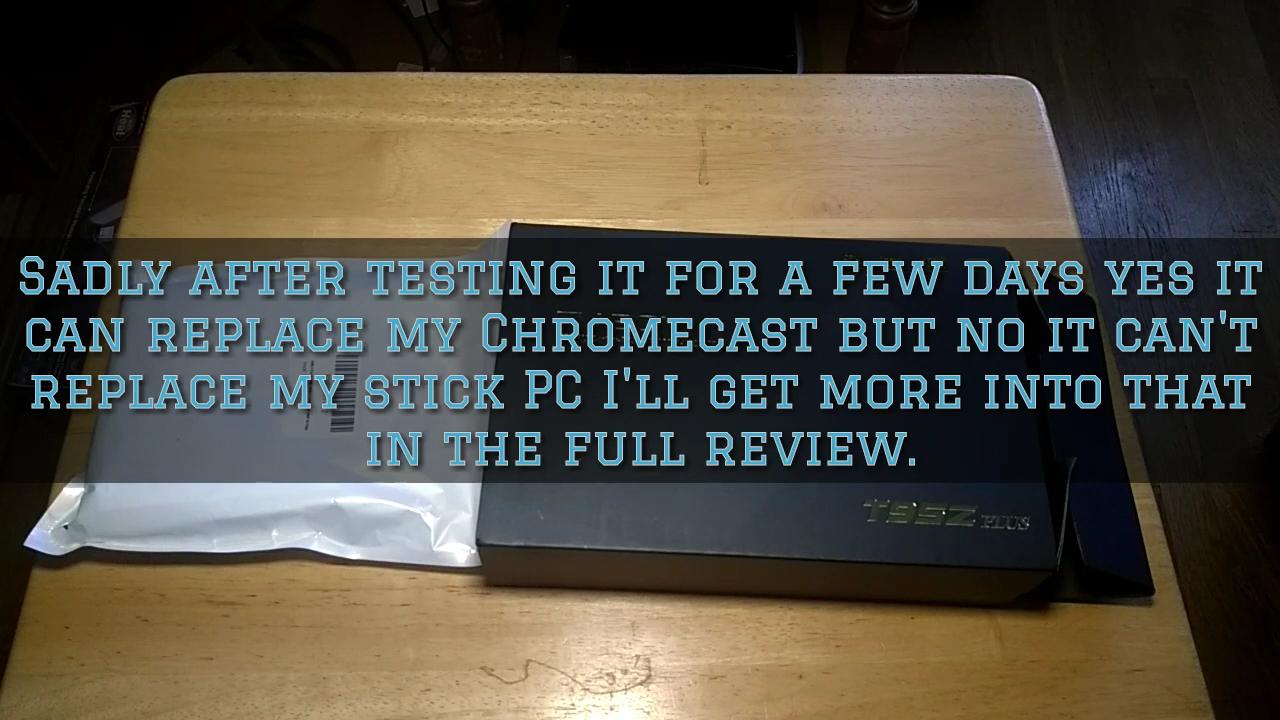 Sadly after testing it for a few days yes it
can replace my Chromecast but no it can't
replace my stick PC I'll get more into that
in the full review.
T95Z PLUS